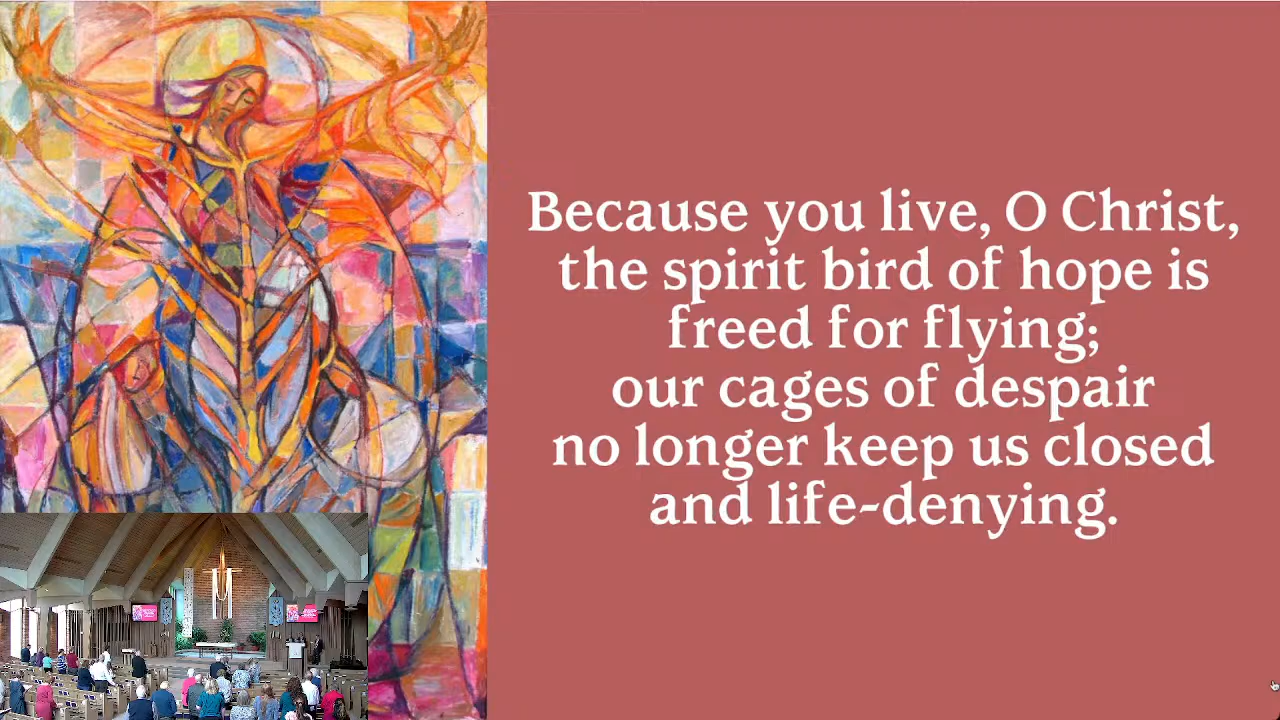 Because you live, O Christ,
the spirit bird of hope is
freed for flying;
our cages of despair
no longer keep us closed
and life-denying.